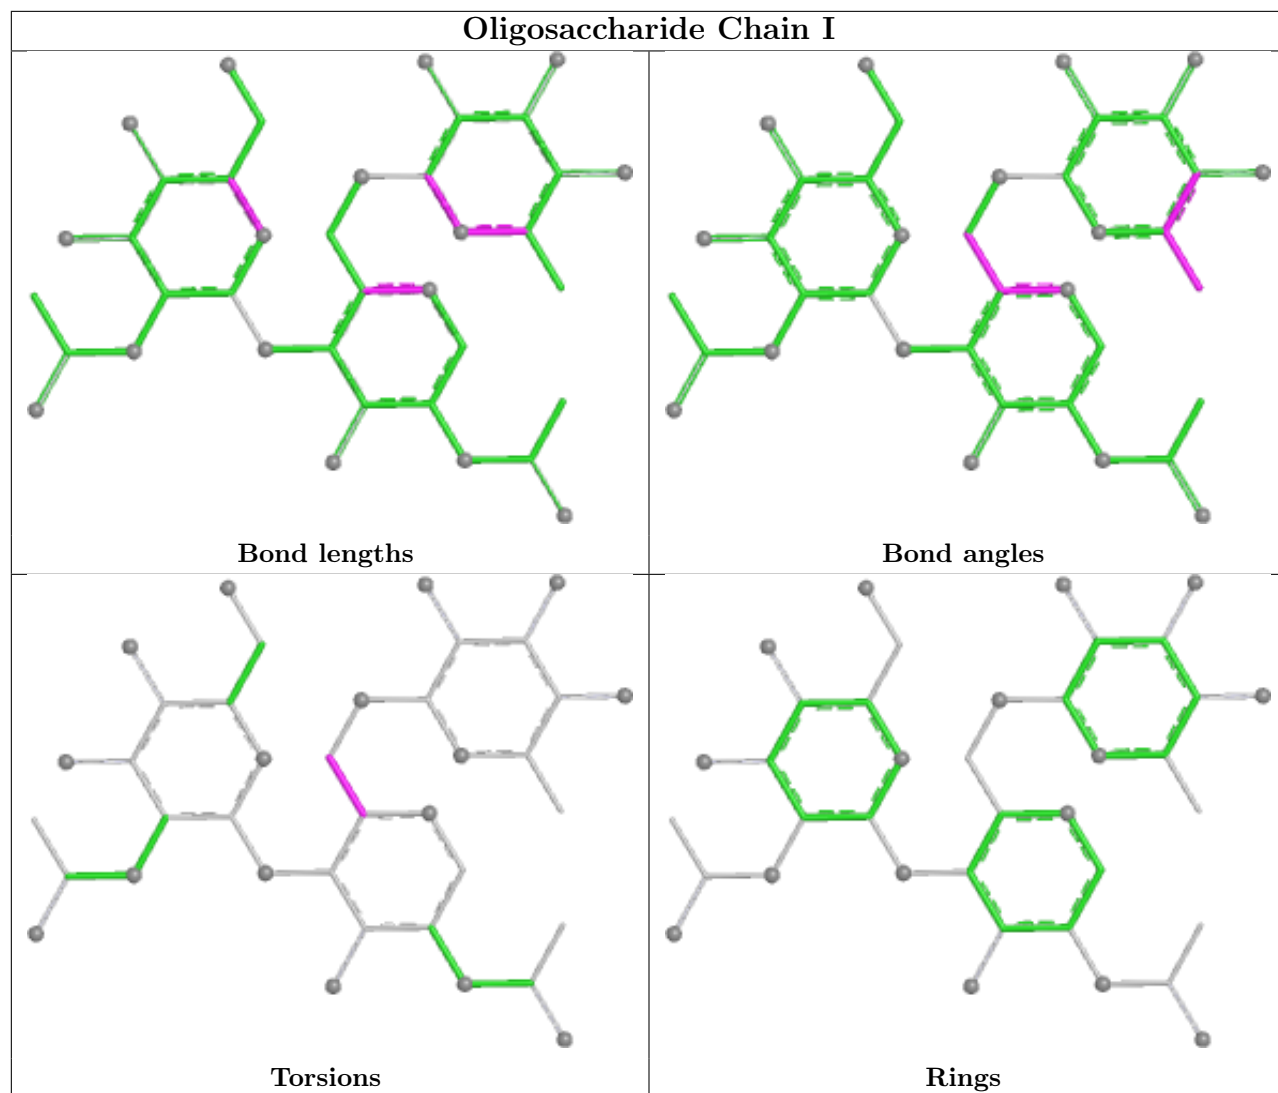 Oligosaccharide Chain I
Bond lengths
Bond angles
Torsions
Rings